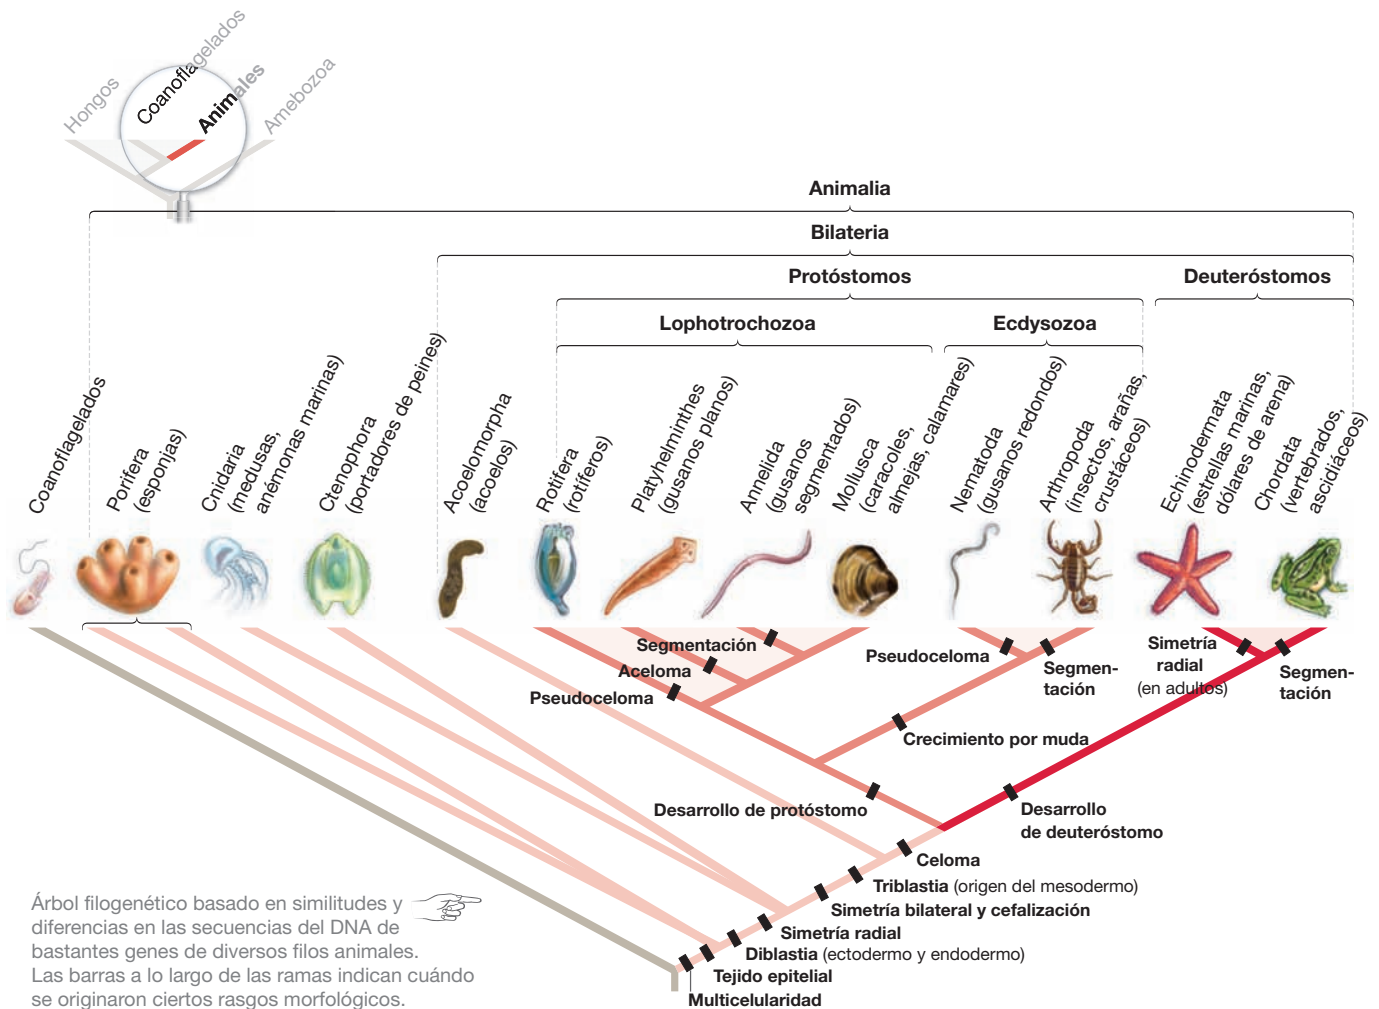 Hongos
Coanoflagelados
Animales
Amebozoa
Animalia
Bilateria
Protóstomos
Deuteróstomos
Lophotrochozoa
Ecdysozoa
Coanoflagelados
Porifera
(esponjas)
Cnidaria
(medusas,
anémonas marinas)
Ctenophora
(portadores de peines)
Acoelomorpha
(acoelos)
Rotifera
(rotíferos)
Platyhelminthes
(gusanos planos)
Annelida
(gusanos
segmentados)
Mollusca
(caracoles,
almejas, calamares)
Nematoda
(gusanos redondos)
Arthropoda
(insectos, arañas,
crustáceos)
Echinodermata
(estrellas marinas,
dólares de arena)
Chordata
(vertebrados,
ascidiáceos)
Segmentación
Aceloma
Pseudoceloma
Pseudoceloma
Segmen-
tación
Simetría
radial
(en adultos)
Segmen-
tación
Crecimiento por muda
Desarrollo de protóstomo
Desarrollo
de deuteróstomo
Celoma
Triblastia (origen del mesodermo)
Simetría bilateral y cefalización
Simetría radial
Diblastia (ectodermo y endodermo)
Tejido epitelial
Multicelularidad
Árbol filogenético basado en similitudes y
diferencias en las secuencias del DNA de
bastantes genes de diversos filos animales.
Las barras a lo largo de las ramas indican cuándo
se originaron ciertos rasgos morfológicos.